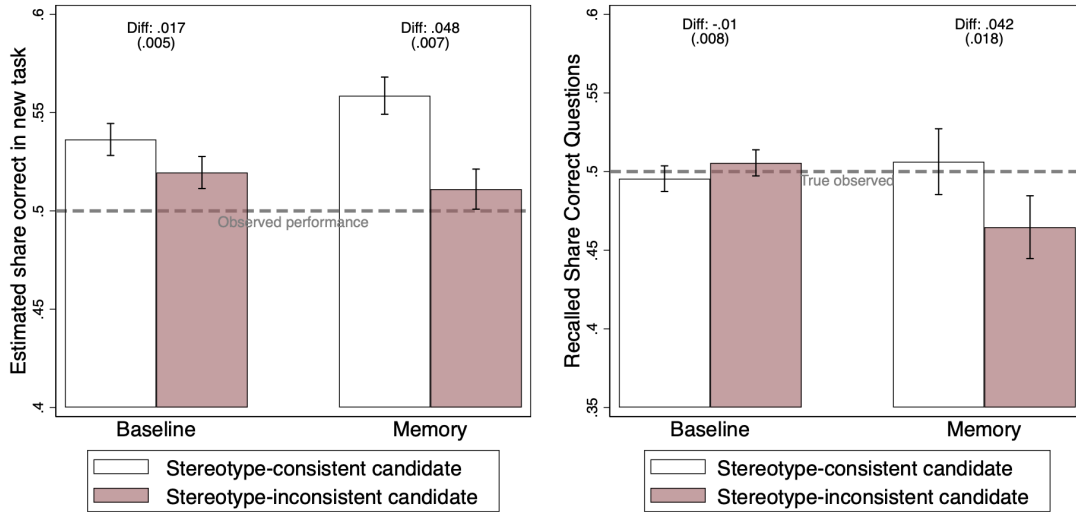 Estimated share correct in new task
.6
.55
.5
.45
.4
Diff: .017
(.005)
Diff: .048
(.007)
Observed performance
Baseline
Memory
Stereotype-consistent candidate
Stereotype-inconsistent candidate
Recalled Share Correct Questions
.6
.55
.5
.45
.4
.35
Diff: -.01
(.008)
Diff: .042
(.018)
True observed
Baseline
Memory
Stereotype-consistent candidate
Stereotype-inconsistent candidate